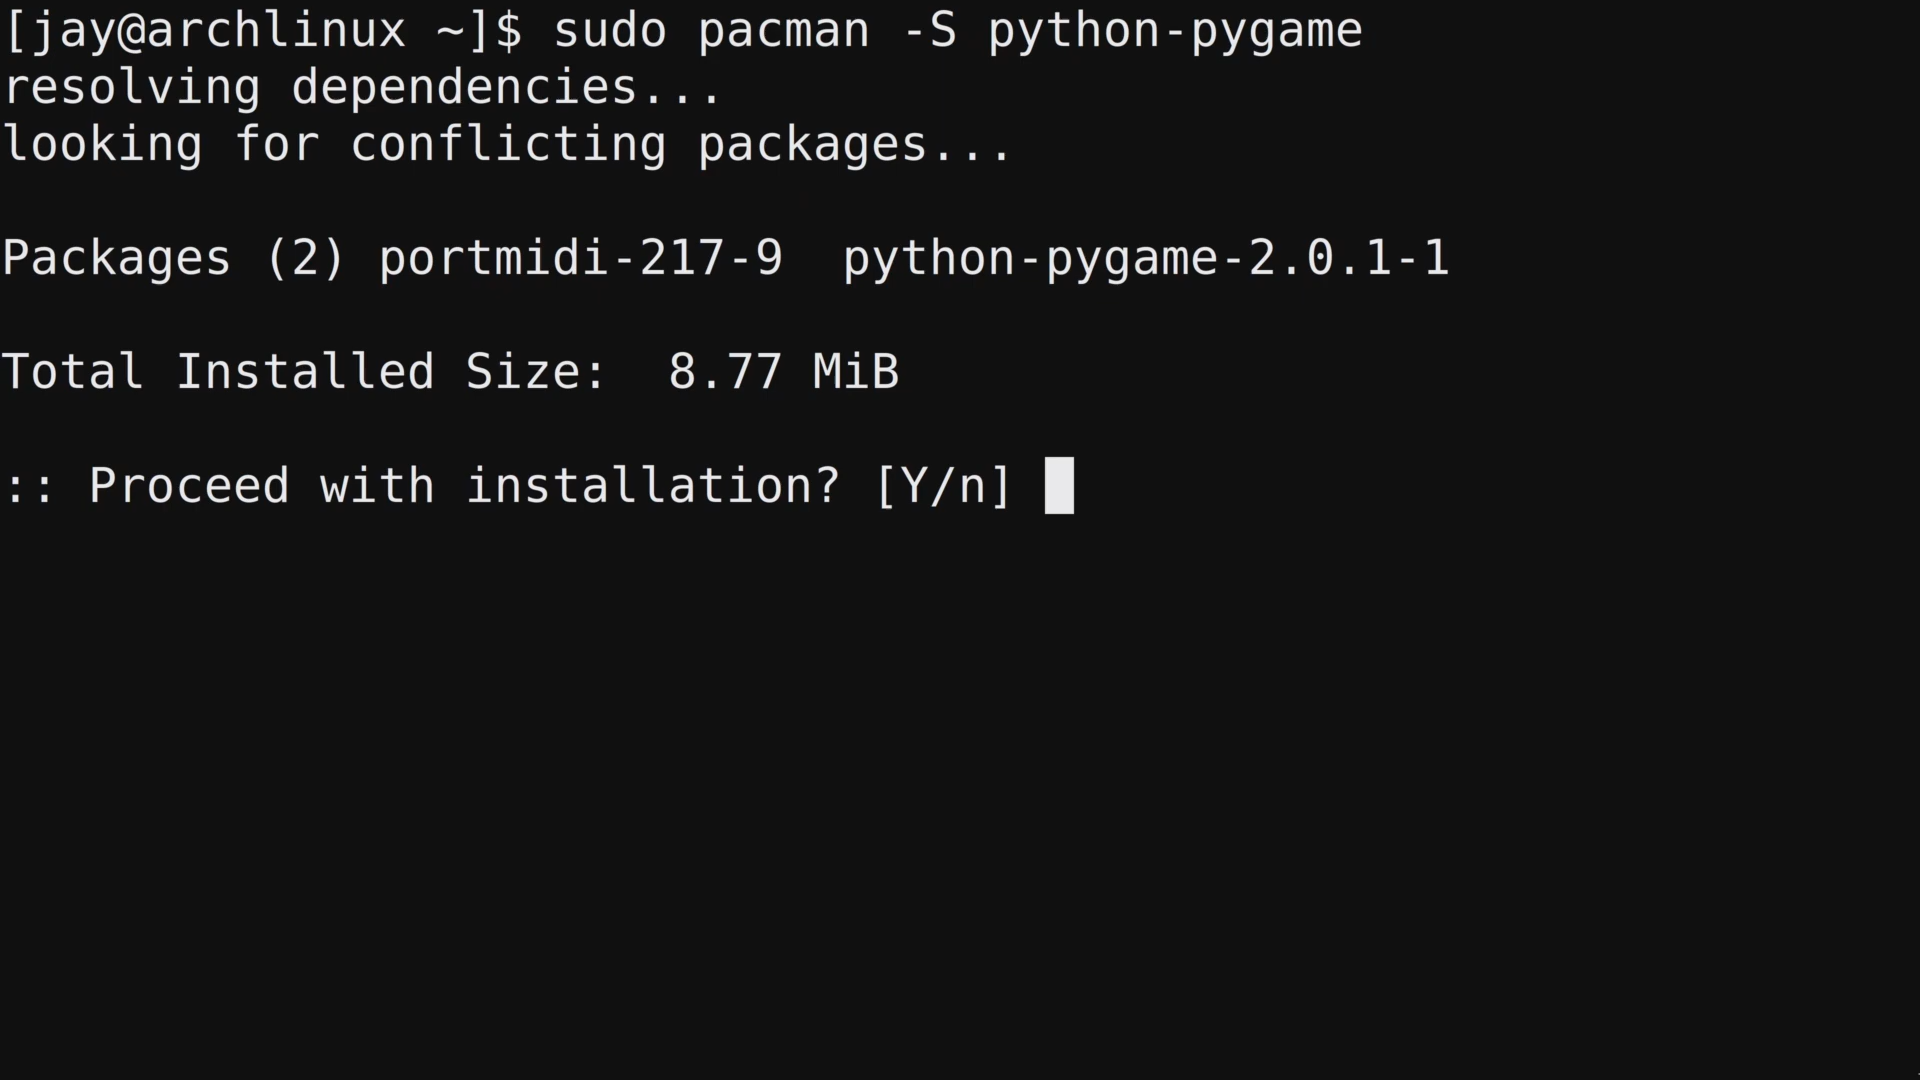 [jay@archlinux ~]$ sudo pacman -S python-pygame
resolving dependencies...
looking for conflicting packages...
Packages (2) portmidi-217-9  python-pygame-2.0.1-1
Total Installed Size:  8.77 MiB
:: Proceed with installation? [Y/n]